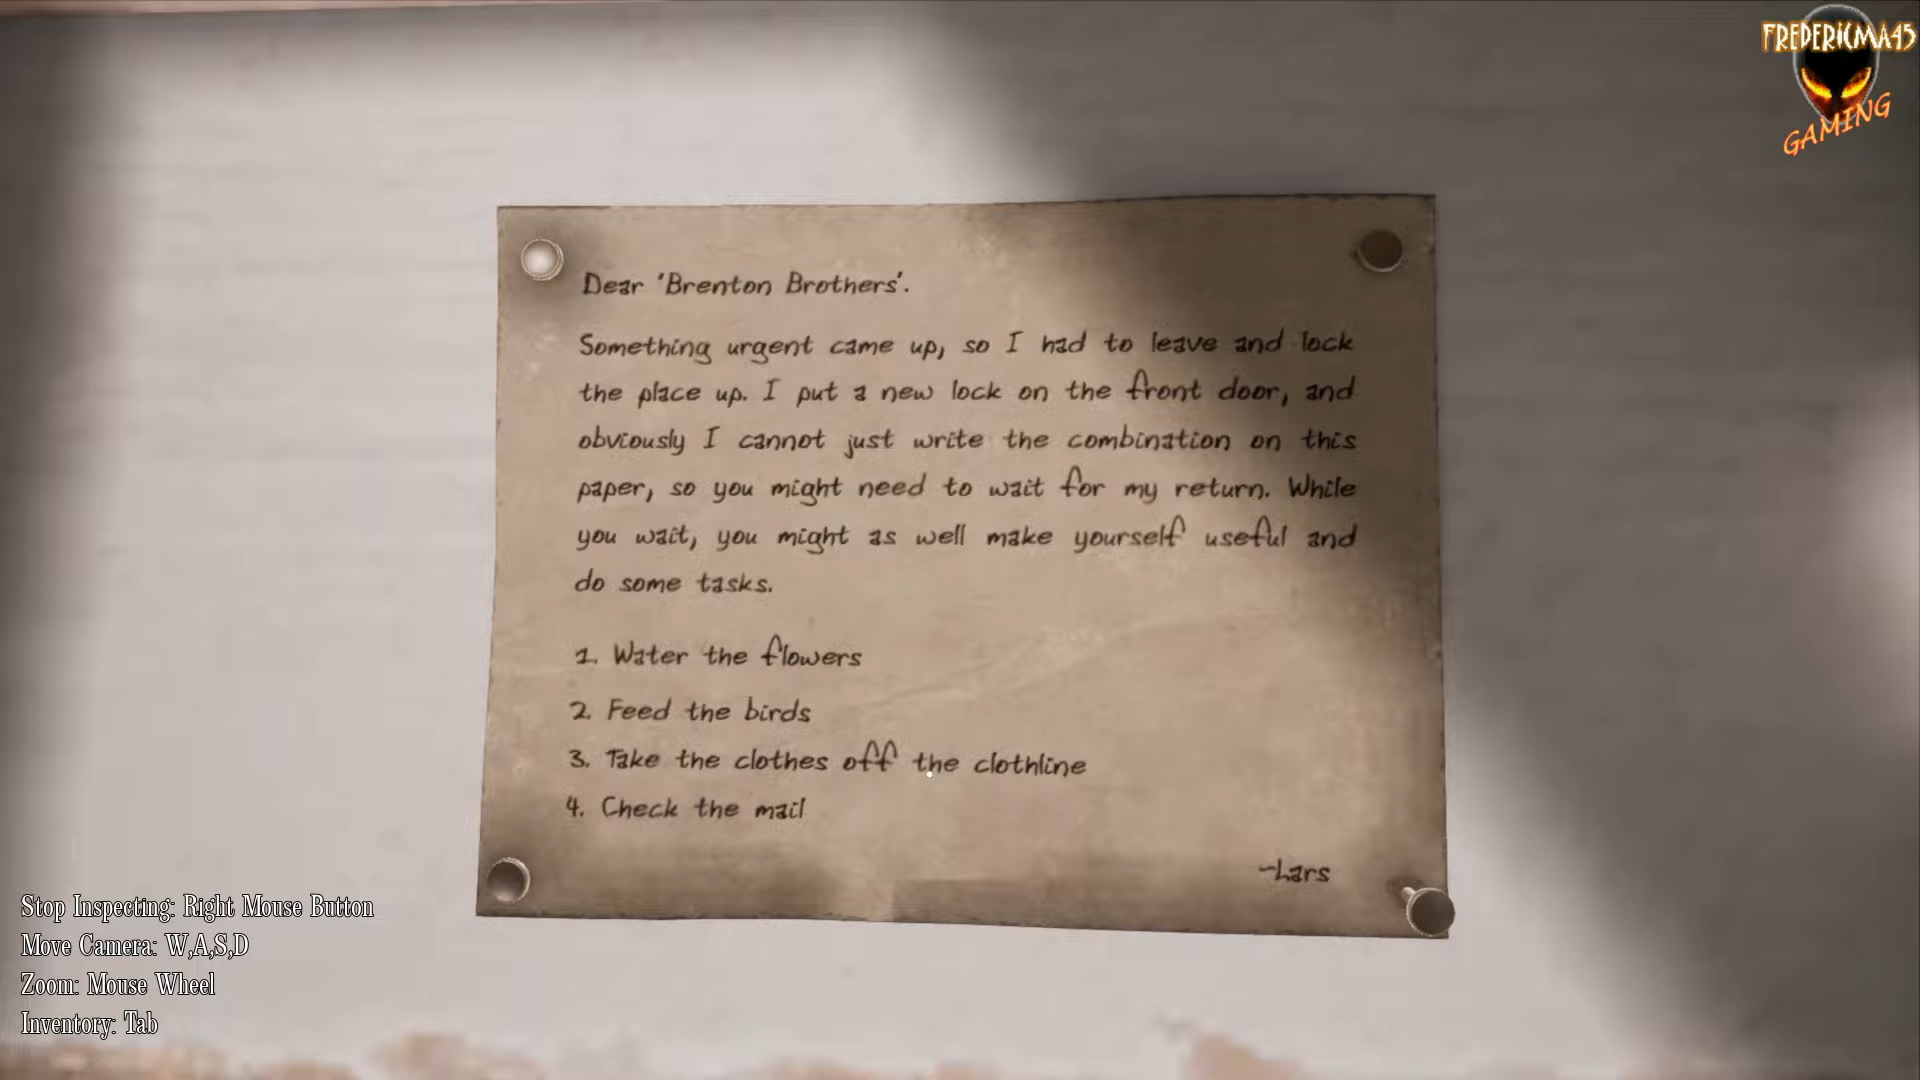 FREDERICMA45
GAMING
Dear 'Brenton Brothers'.
Something urgent came up, so I had to leave and lock
the place up. I put a new lock on the front door, and
obviously I cannot just write the combination on this
paper, so you might need to wait for my return. While
you wait, you might as well make yourself useful and
do some tasks.
1. Water the flowers
2. Feed the birds
3. Take the clothes off the clothline
4. Check the mail
~Lars
Stop Inspecting: Right Mouse Button
Move Camera: W,A,S,D
Zoom: Mouse Wheel
Inventory: Tab